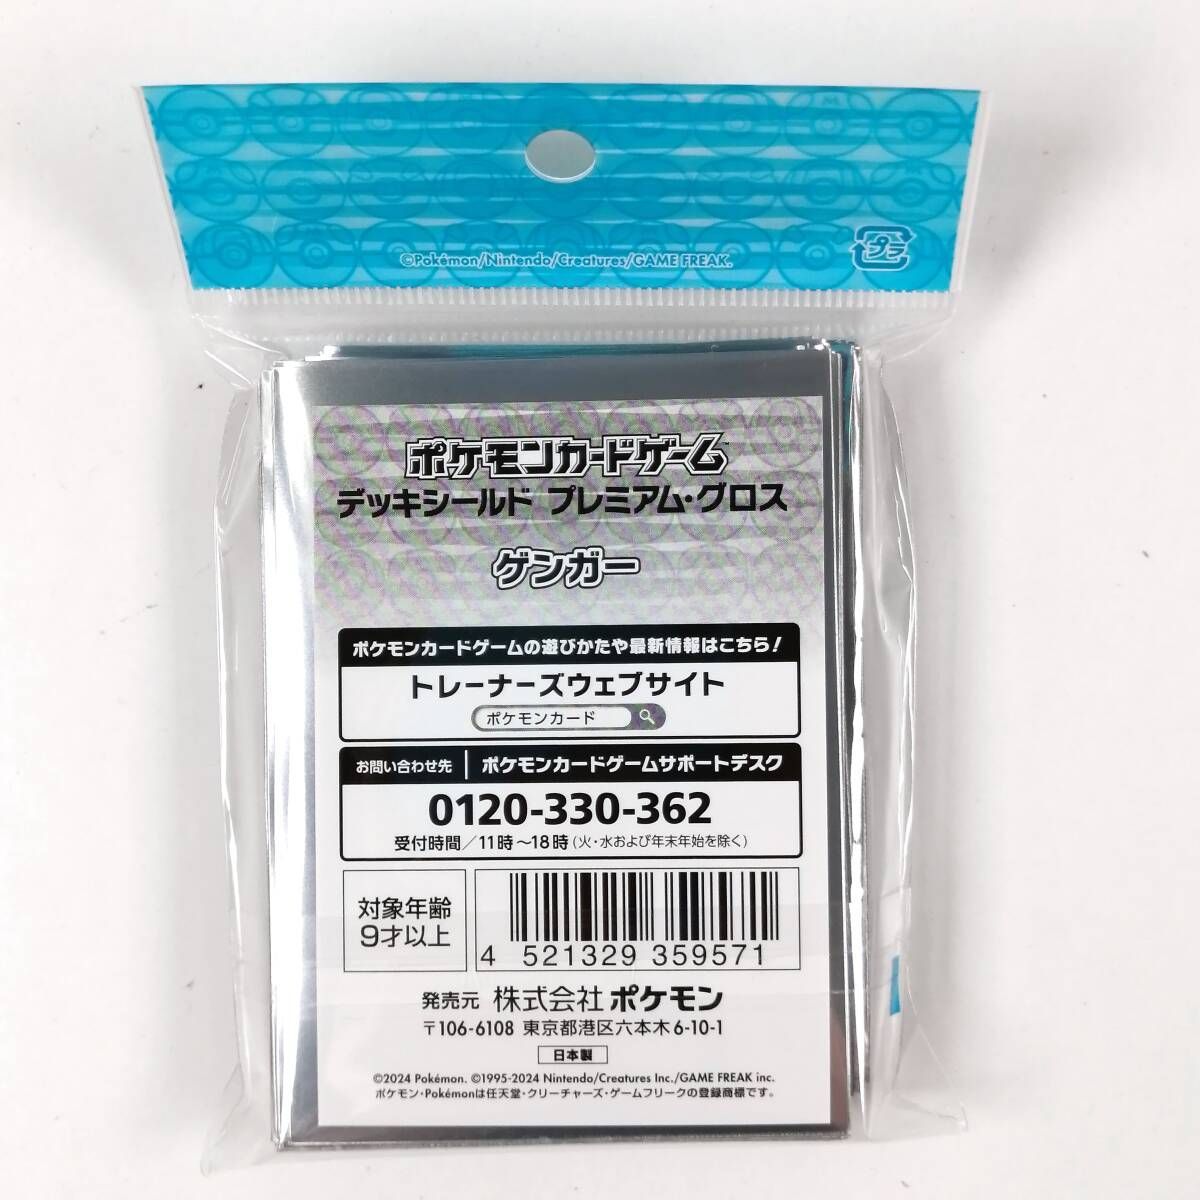 ©Pokémon/Nintendo/Creatures/GAME FREAK.
プラ
ポケモンカードゲーム™
デッキシールド プレミアム・グロス
ゲンガー
ポケモンカードゲームの遊びかたや最新情報はこちら！
トレーナーズウェブサイト
ポケモンカード
お問い合わせ先 ポケモンカードゲームサポートデスク
0120-330-362
受付時間／11時～18時（火・水および年末年始を除く）
対象年齢
9才以上
4 521329 359571
発売元 株式会社ポケモン
〒106-6108 東京都港区六本木6-10-1
日本製
©2024 Pokémon. ©1995-2024 Nintendo/Creatures Inc./GAME FREAK inc.
ポケモン・Pokémonは任天堂・クリーチャーズ・ゲームフリークの登録商標です。